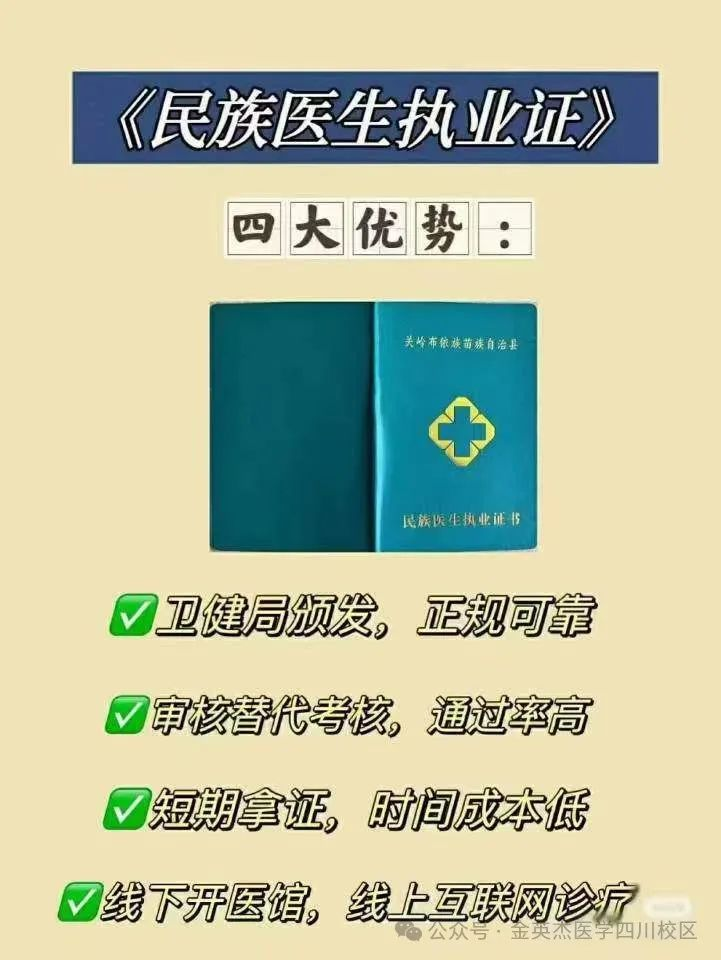 《民族医生执业证》
四大优势：
关岭布依族苗族自治县
民族医生执业证书
✅卫健局颁发，正规可靠
✅审核替代考核，通过率高
✅短期拿证，时间成本低
✅线下开医馆，线上互联网诊疗
公众号·金英杰医学四川校区